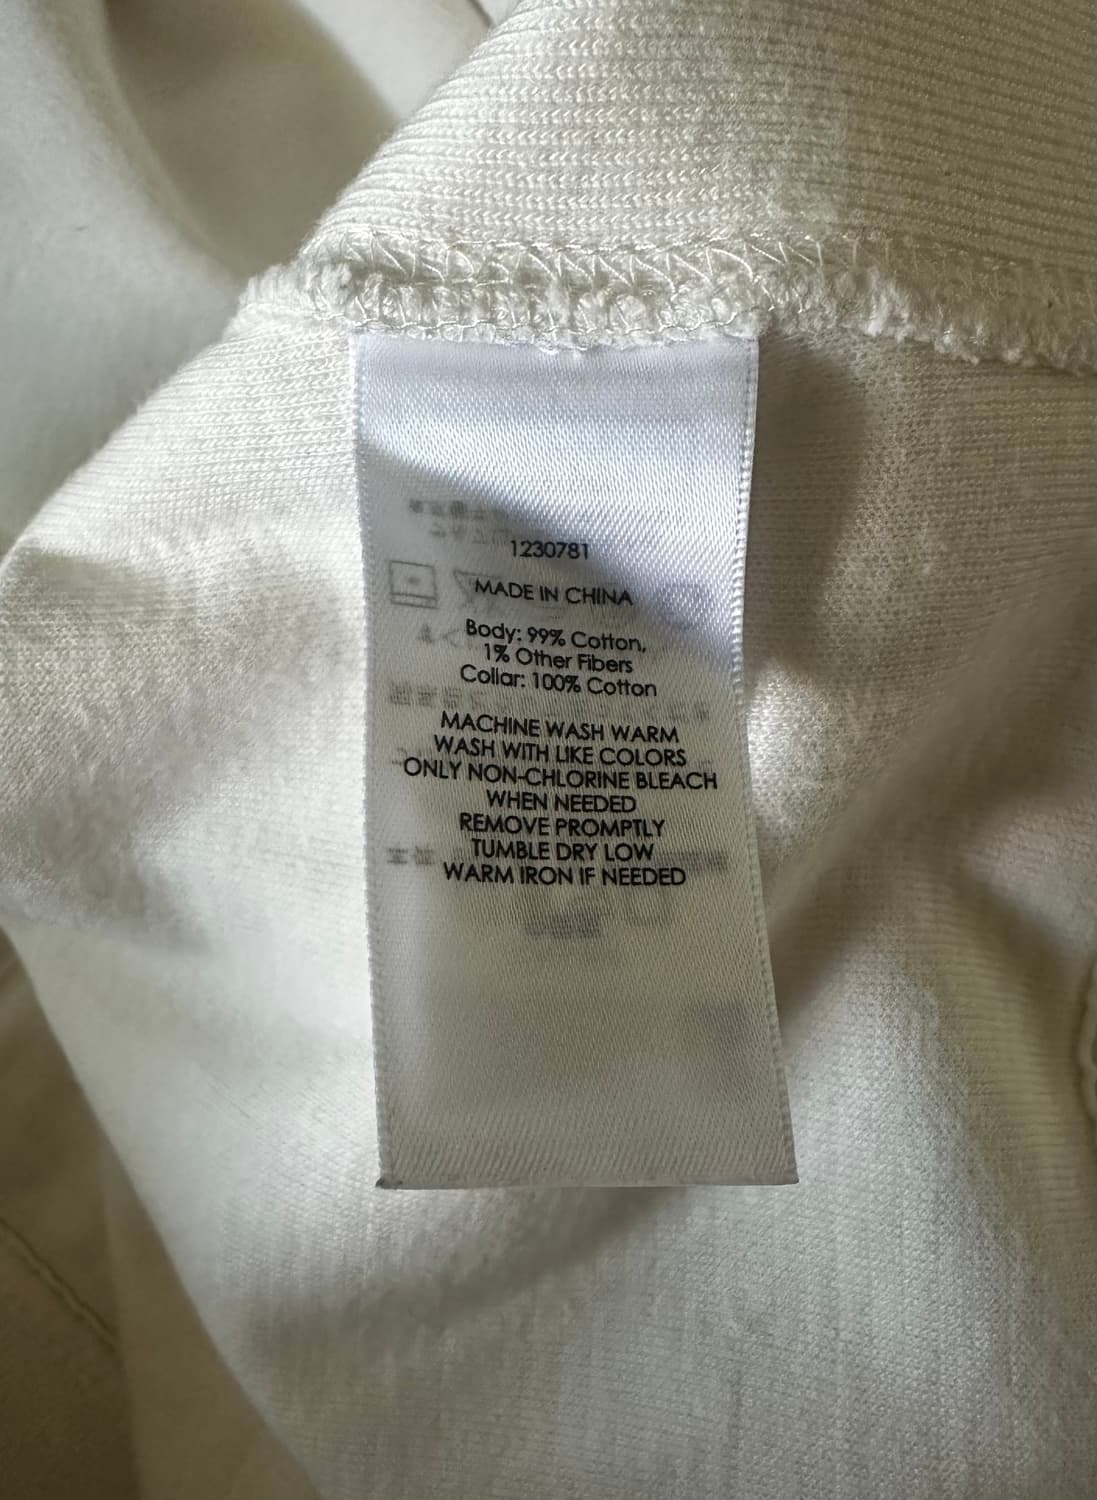 1230781
MADE IN CHINA
Body: 99% Cotton,
1% Other Fibers
Collar: 100% Cotton
MACHINE WASH WARM
WASH WITH LIKE COLORS
ONLY NON-CHLORINE BLEACH
WHEN NEEDED
REMOVE PROMPTLY
TUMBLE DRY LOW
WARM IRON IF NEEDED